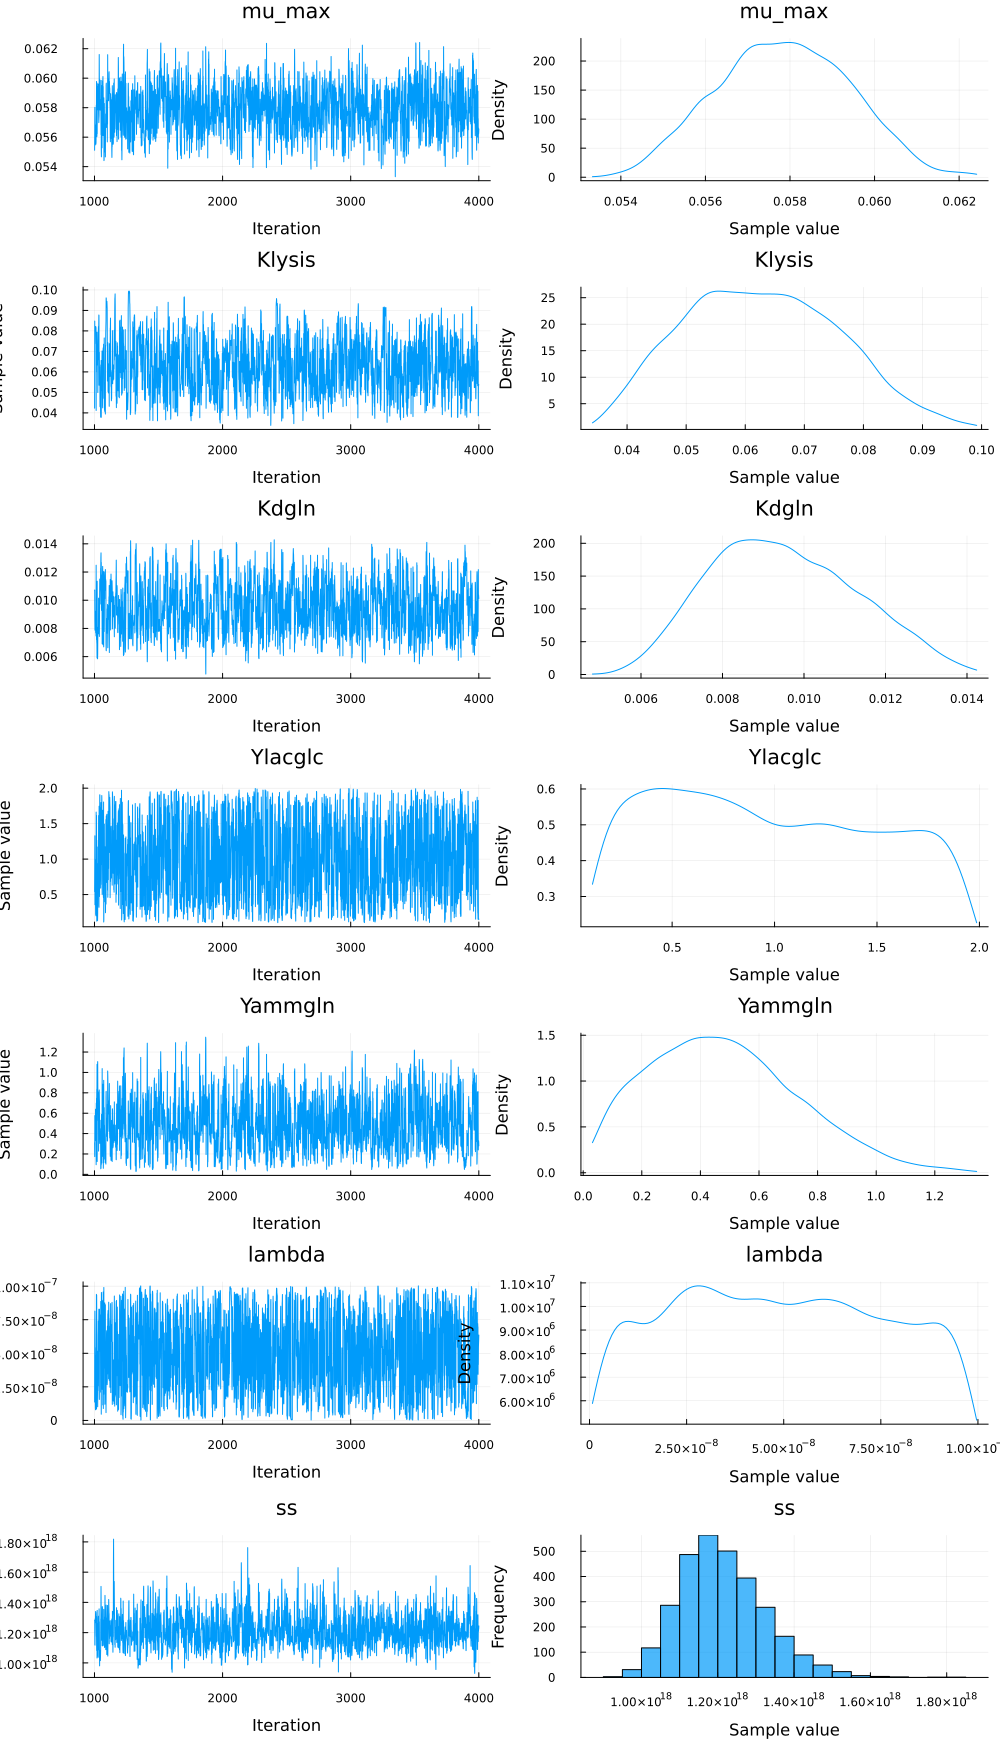 mu_max mu_max
0.062
0.060
0.058
0.056
0.054
1000 2000 3000 4000
Iteration
Density
200
150
100
50
0
0.054 0.056 0.058 0.060 0.062
Sample value
Klysis Klysis
0.10
0.09
0.08
0.07
0.06
0.05
0.04
1000 2000 3000 4000
Iteration
Density
25
20
15
10
5
0.04 0.05 0.06 0.07 0.08 0.09 0.10
Sample value
Kdgln Kdgln
0.014
0.012
0.010
0.008
0.006
1000 2000 3000 4000
Iteration
Density
200
150
100
50
0
0.006 0.008 0.010 0.012 0.014
Sample value
Ylacglc Ylacglc
Sample value
2.0
1.5
1.0
0.5
1000 2000 3000 4000
Iteration
Density
0.6
0.5
0.4
0.3
0.5 1.0 1.5 2.0
Sample value
Yammgln Yammgln
Sample value
1.2
1.0
0.8
0.6
0.4
0.2
0.0
1000 2000 3000 4000
Iteration
Density
1.5
1.0
0.5
0.0
0.0 0.2 0.4 0.6 0.8 1.0 1.2
Sample value
lambda lambda
.00×10⁻⁷
.50×10⁻⁸
.00×10⁻⁸
.50×10⁻⁸
0
1000 2000 3000 4000
Iteration
Density
1.10×10⁷
1.00×10⁷
9.00×10⁶
8.00×10⁶
7.00×10⁶
6.00×10⁶
0 2.50×10⁻⁸ 5.00×10⁻⁸ 7.50×10⁻⁸ 1.00×10⁻
Sample value
ss ss
1.80×10¹⁸
1.60×10¹⁸
1.40×10¹⁸
1.20×10¹⁸
1.00×10¹⁸
1000 2000 3000 4000
Iteration
Frequency
500
400
300
200
100
0
1.00×10¹⁸ 1.20×10¹⁸ 1.40×10¹⁸ 1.60×10¹⁸ 1.80×10¹⁸
Sample value